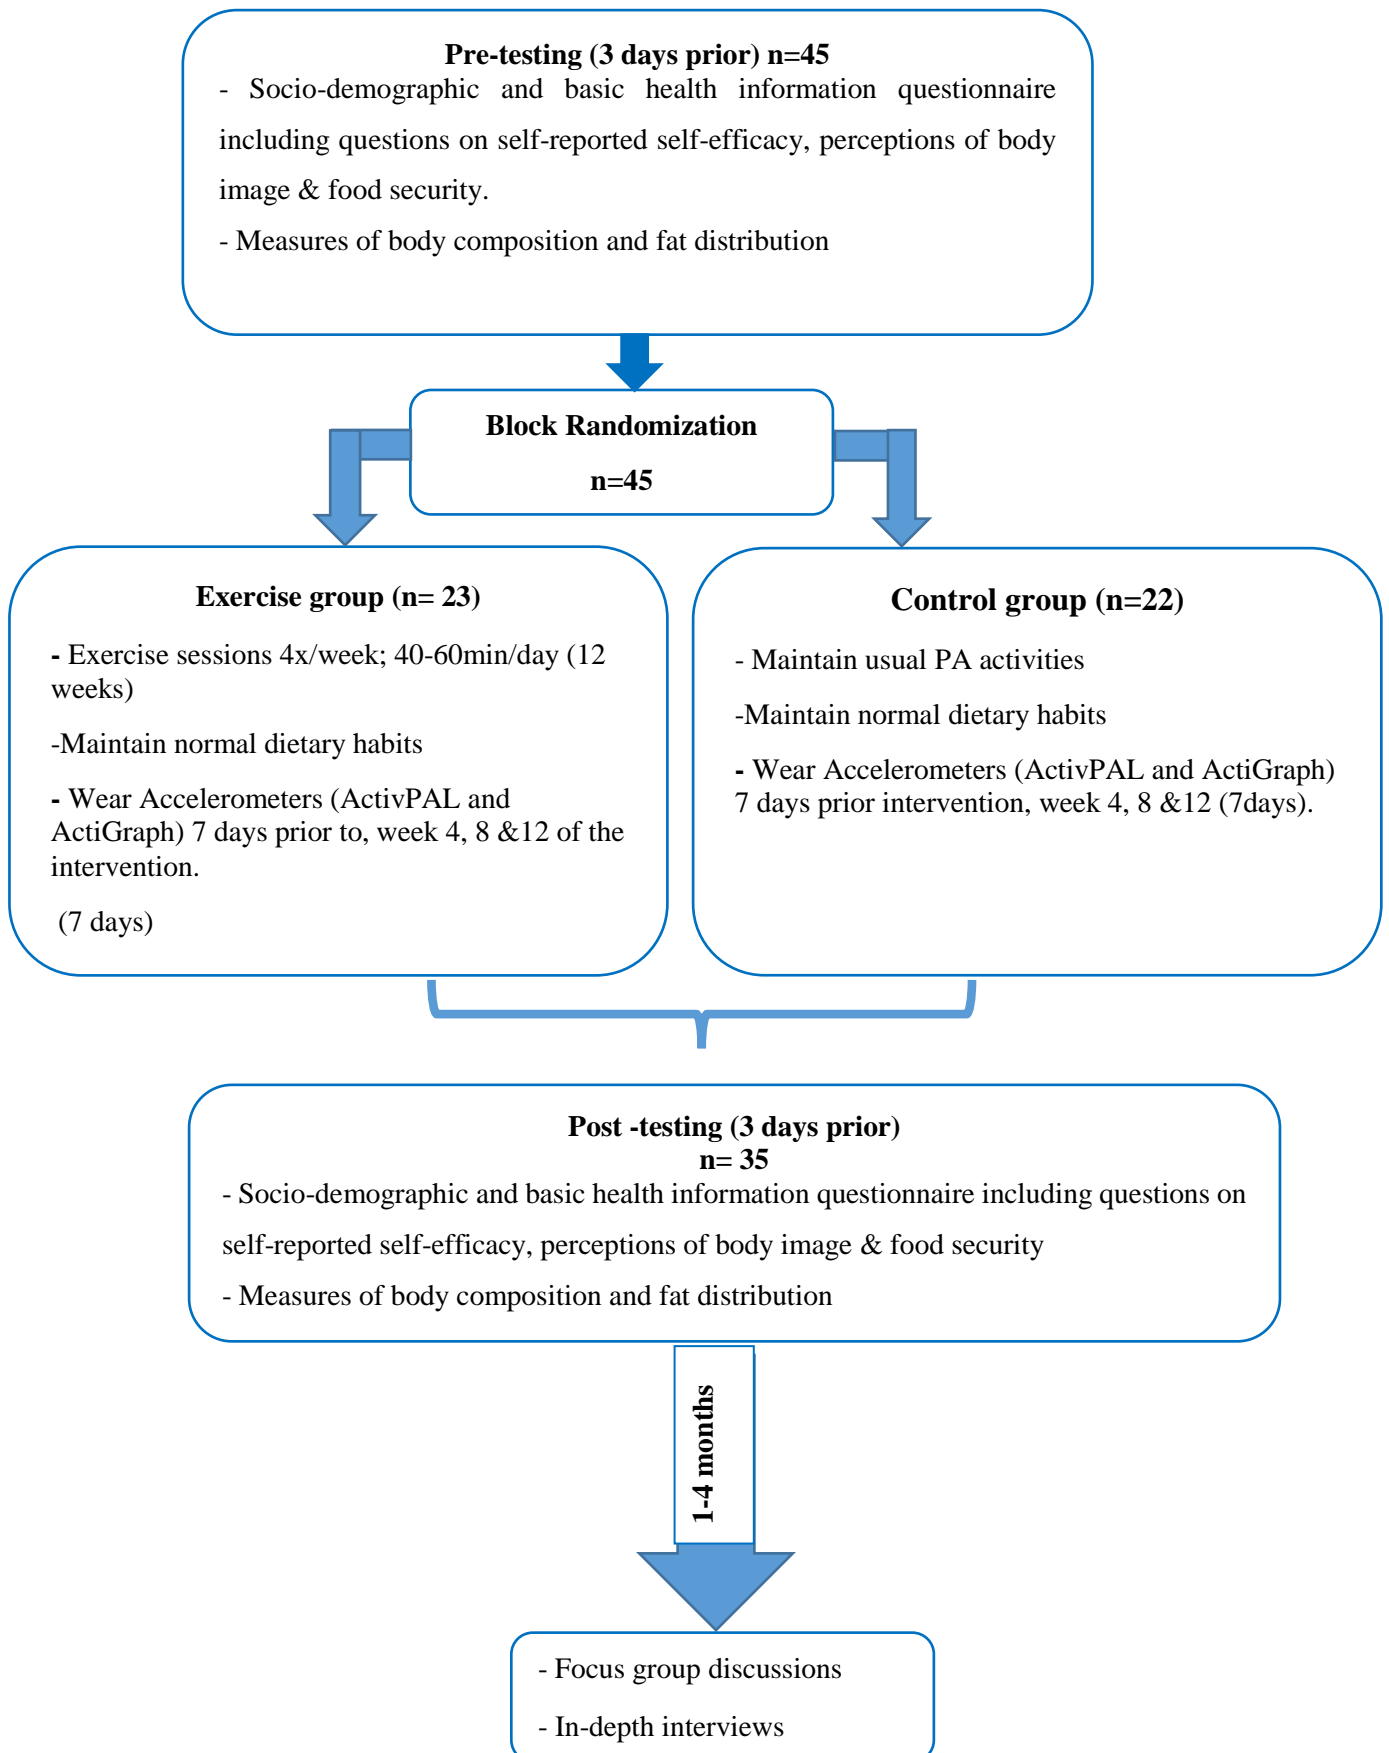 Pre-testing (3 days prior) n=45
- Socio-demographic and basic health information questionnaire
including questions on self-reported self-efficacy, perceptions of body
image & food security.
- Measures of body composition and fat distribution
Block Randomization
n=45
Exercise group (n= 23)
- Exercise sessions 4x/week; 40-60min/day (12
weeks)
-Maintain normal dietary habits
- Wear Accelerometers (ActivPAL and
ActiGraph) 7 days prior to, week 4, 8 &12 of the
intervention.
(7 days)
Control group (n=22)
- Maintain usual PA activities
-Maintain normal dietary habits
- Wear Accelerometers (ActivPAL and ActiGraph)
7 days prior intervention, week 4, 8 &12 (7days).
Post -testing (3 days prior)
n= 35
- Socio-demographic and basic health information questionnaire including questions on
self-reported self-efficacy, perceptions of body image & food security
- Measures of body composition and fat distribution
1-4 months
- Focus group discussions
- In-depth interviews